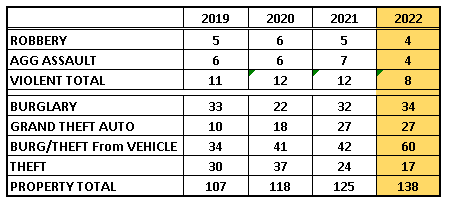 2019 2020 2021 2022
ROBBERY 5 6 5 4
AGG ASSAULT 6 6 7 4
VIOLENT TOTAL 11 12 12 8
BURGLARY 33 22 32 34
GRAND THEFT AUTO 10 18 27 27
BURG/THEFT From VEHICLE 34 41 42 60
THEFT 30 37 24 17
PROPERTY TOTAL 107 118 125 138